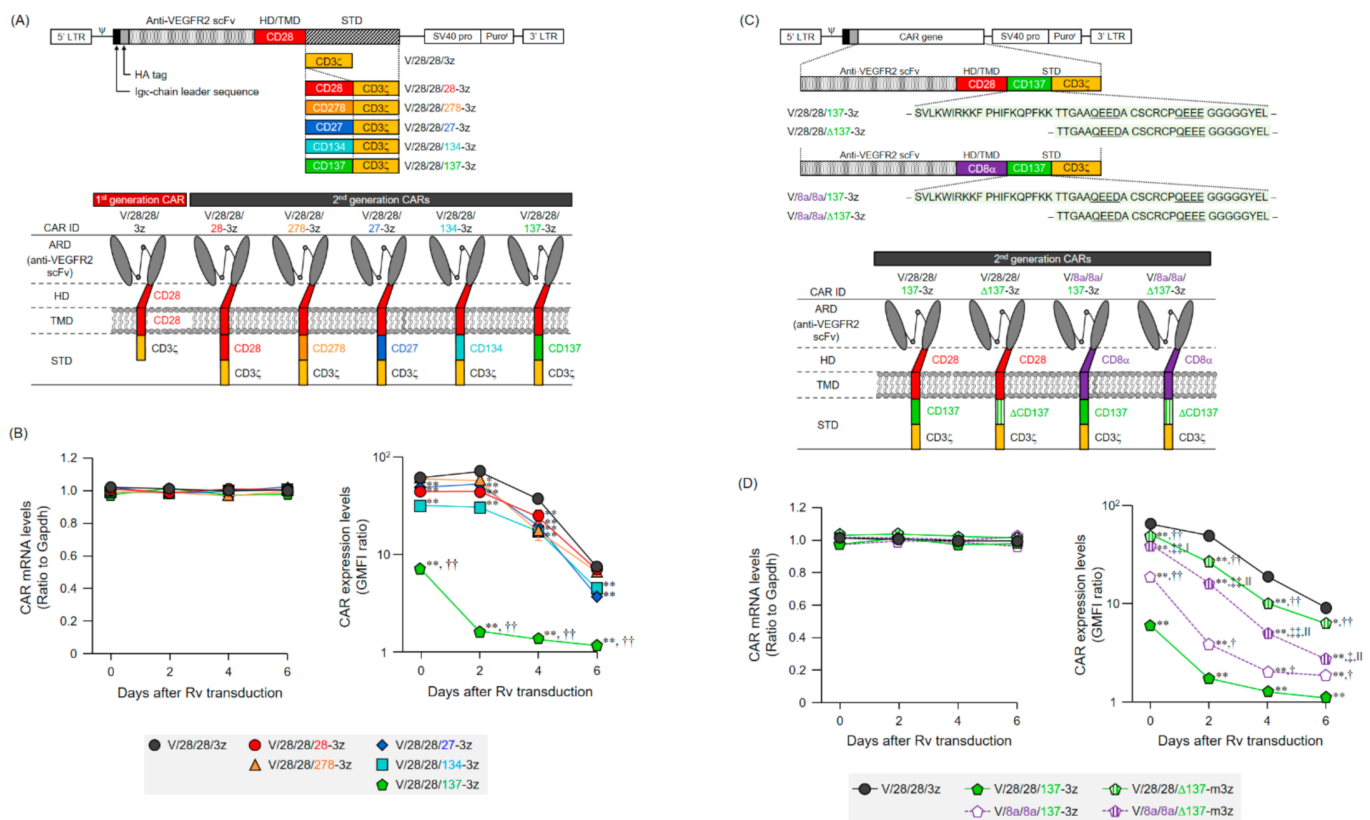 (A)
Anti-VEGFR2 scFv HD/TMD STD
5' LTR Ψ CD28 SV40 pro Puroʳ 3' LTR
HA tag
Igκ-chain leader sequence
CD3ζ V/28/28/3z
CD28 CD3ζ V/28/28/28-3z
CD278 CD3ζ V/28/28/278-3z
CD27 CD3ζ V/28/28/27-3z
CD134 CD3ζ V/28/28/134-3z
CD137 CD3ζ V/28/28/137-3z
1st generation CAR 2nd generation CARs
V/28/28/ V/28/28/ V/28/28/ V/28/28/ V/28/28/ V/28/28/
CAR ID 3z 28-3z 278-3z 27-3z 134-3z 137-3z
ARD
(anti-VEGFR2
scFv)
HD CD28
TMD CD28
STD CD3ζ CD28 CD278 CD27 CD134 CD137
CD3ζ CD3ζ CD3ζ CD3ζ CD3ζ
(B)
CAR mRNA levels
(Ratio to Gapdh)
1.2
1.0
0.8
0.6
0.4
0.2
0
0 2 4 6
Days after Rv transduction
CAR expression levels
(GMFI ratio)
10²
10
1
** ** ** * ** ** ** ** ** ** ** **
**, †† **, †† **, †† **, ††
0 2 4 6
Days after Rv transduction
V/28/28/3z V/28/28/28-3z V/28/28/27-3z
V/28/28/278-3z V/28/28/134-3z
V/28/28/137-3z
(C)
5' LTR Ψ CAR gene SV40 pro Puroʳ 3' LTR
Anti-VEGFR2 scFv HD/TMD STD
CD28 CD137 CD3ζ
V/28/28/137-3z – SVLKWIRKKF PHIFKQPFKK TTGAAQEEDA CSCRCPQEEE GGGGGYEL –
V/28/28/Δ137-3z – TTGAAQEEDA CSCRCPQEEE GGGGGYEL –
Anti-VEGFR2 scFv HD/TMD STD
CD8α CD137 CD3ζ
V/8a/8a/137-3z – SVLKWIRKKF PHIFKQPFKK TTGAAQEEDA CSCRCPQEEE GGGGGYEL –
V/8a/8a/Δ137-3z – TTGAAQEEDA CSCRCPQEEE GGGGGYEL –
2nd generation CARs
V/28/28/ V/28/28/ V/8a/8a/ V/8a/8a/
CAR ID 137-3z Δ137-3z 137-3z Δ137-3z
ARD
(anti-VEGFR2
scFv)
HD CD28 CD28 CD8α CD8α
TMD
STD CD137 ΔCD137 CD137 ΔCD137
CD3ζ CD3ζ CD3ζ CD3ζ
(D)
CAR mRNA levels
(Ratio to Gapdh)
1.2
1.0
0.8
0.6
0.4
0.2
0
0 2 4 6
Days after Rv transduction
CAR expression levels
(GMFI ratio)
10²
10
1
**,†† **,†† **,†† *,††
**,‡‡,II **,‡‡,II **,‡,II
**,†† **,† **,† **,†
** ** ** **
0 2 4 6
Days after Rv transduction
V/28/28/3z V/28/28/137-3z V/28/28/Δ137-m3z
V/8a/8a/137-3z V/8a/8a/Δ137-m3z